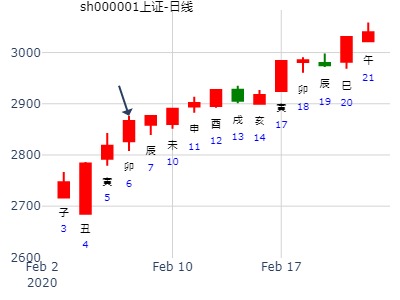 sh000001上证-日线
3000
2900
2800
2700
2600
子
3
丑
4
寅
5
卯
6
辰
7
未
10
申
11
酉
12
戌
13
亥
14
寅
17
卯
18
辰
19
巳
20
午
21
Feb 2
2020
Feb 10
Feb 17